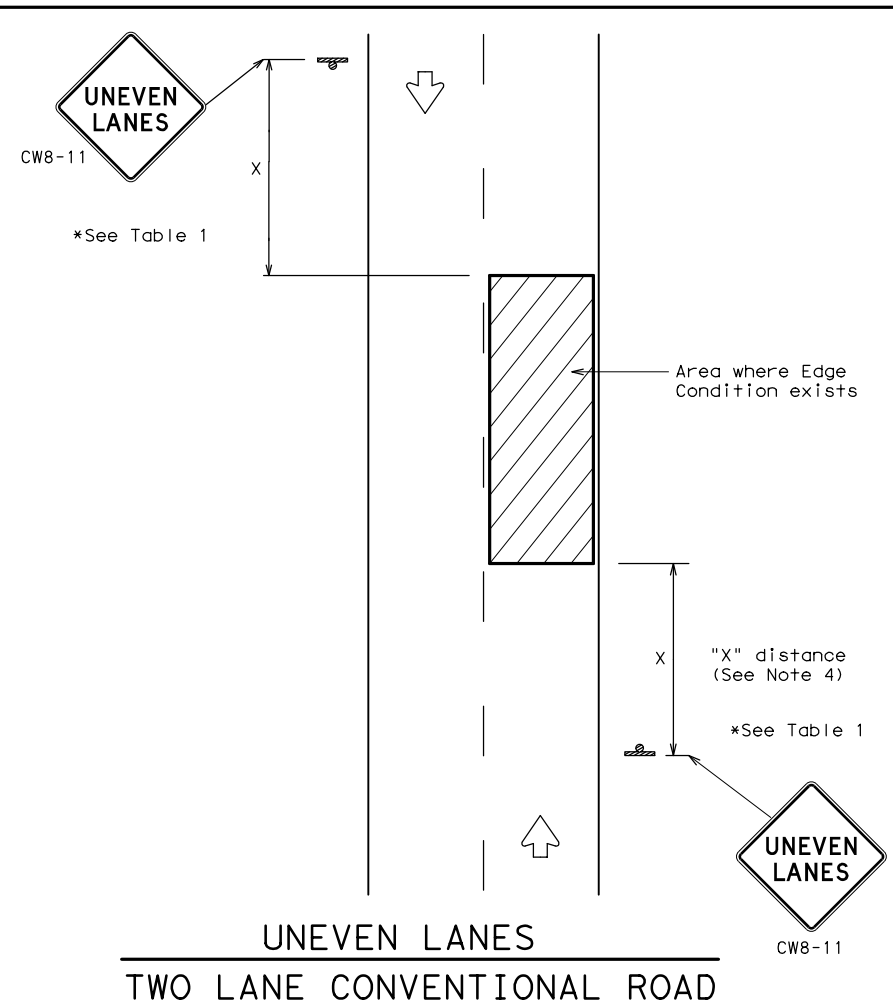 UNEVEN
LANES
CW8-11
X
*See Table 1
Area where Edge
Condition exists
X
"X" distance
(See Note 4)
*See Table 1
UNEVEN
LANES
CW8-11
UNEVEN LANES
TWO LANE CONVENTIONAL ROAD